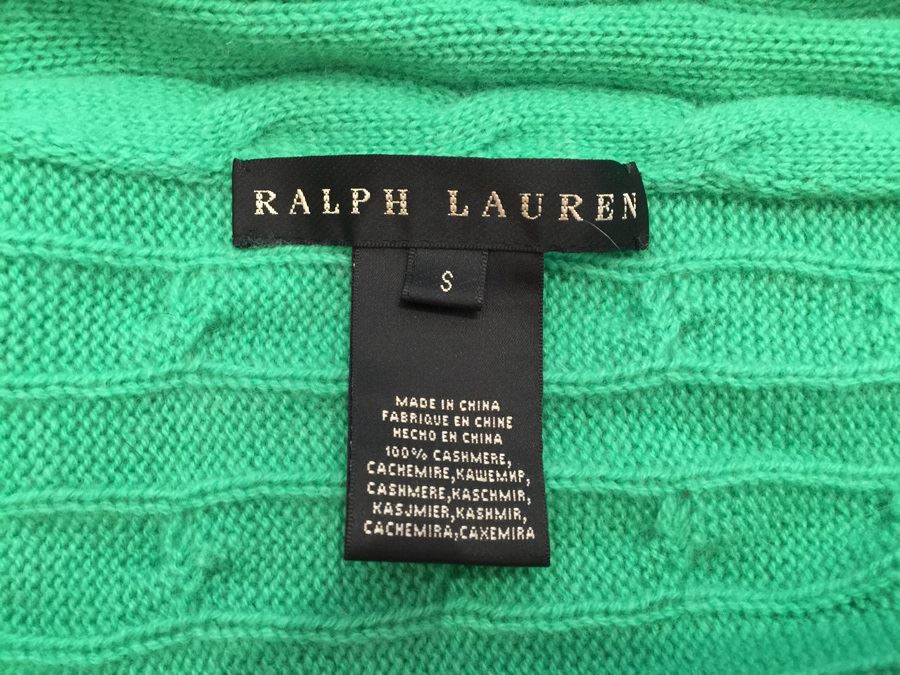 RALPH LAUREN
S
MADE IN CHINA
FABRIQUE EN CHINE
HECHO EN CHINA
100% CASHMERE,
CACHEMIRE,КАШЕМИР,
CASHMERE,KASCHMIR,
KASJMIER,KASHMIR,
CACHEMIRA,CAXEMIRA